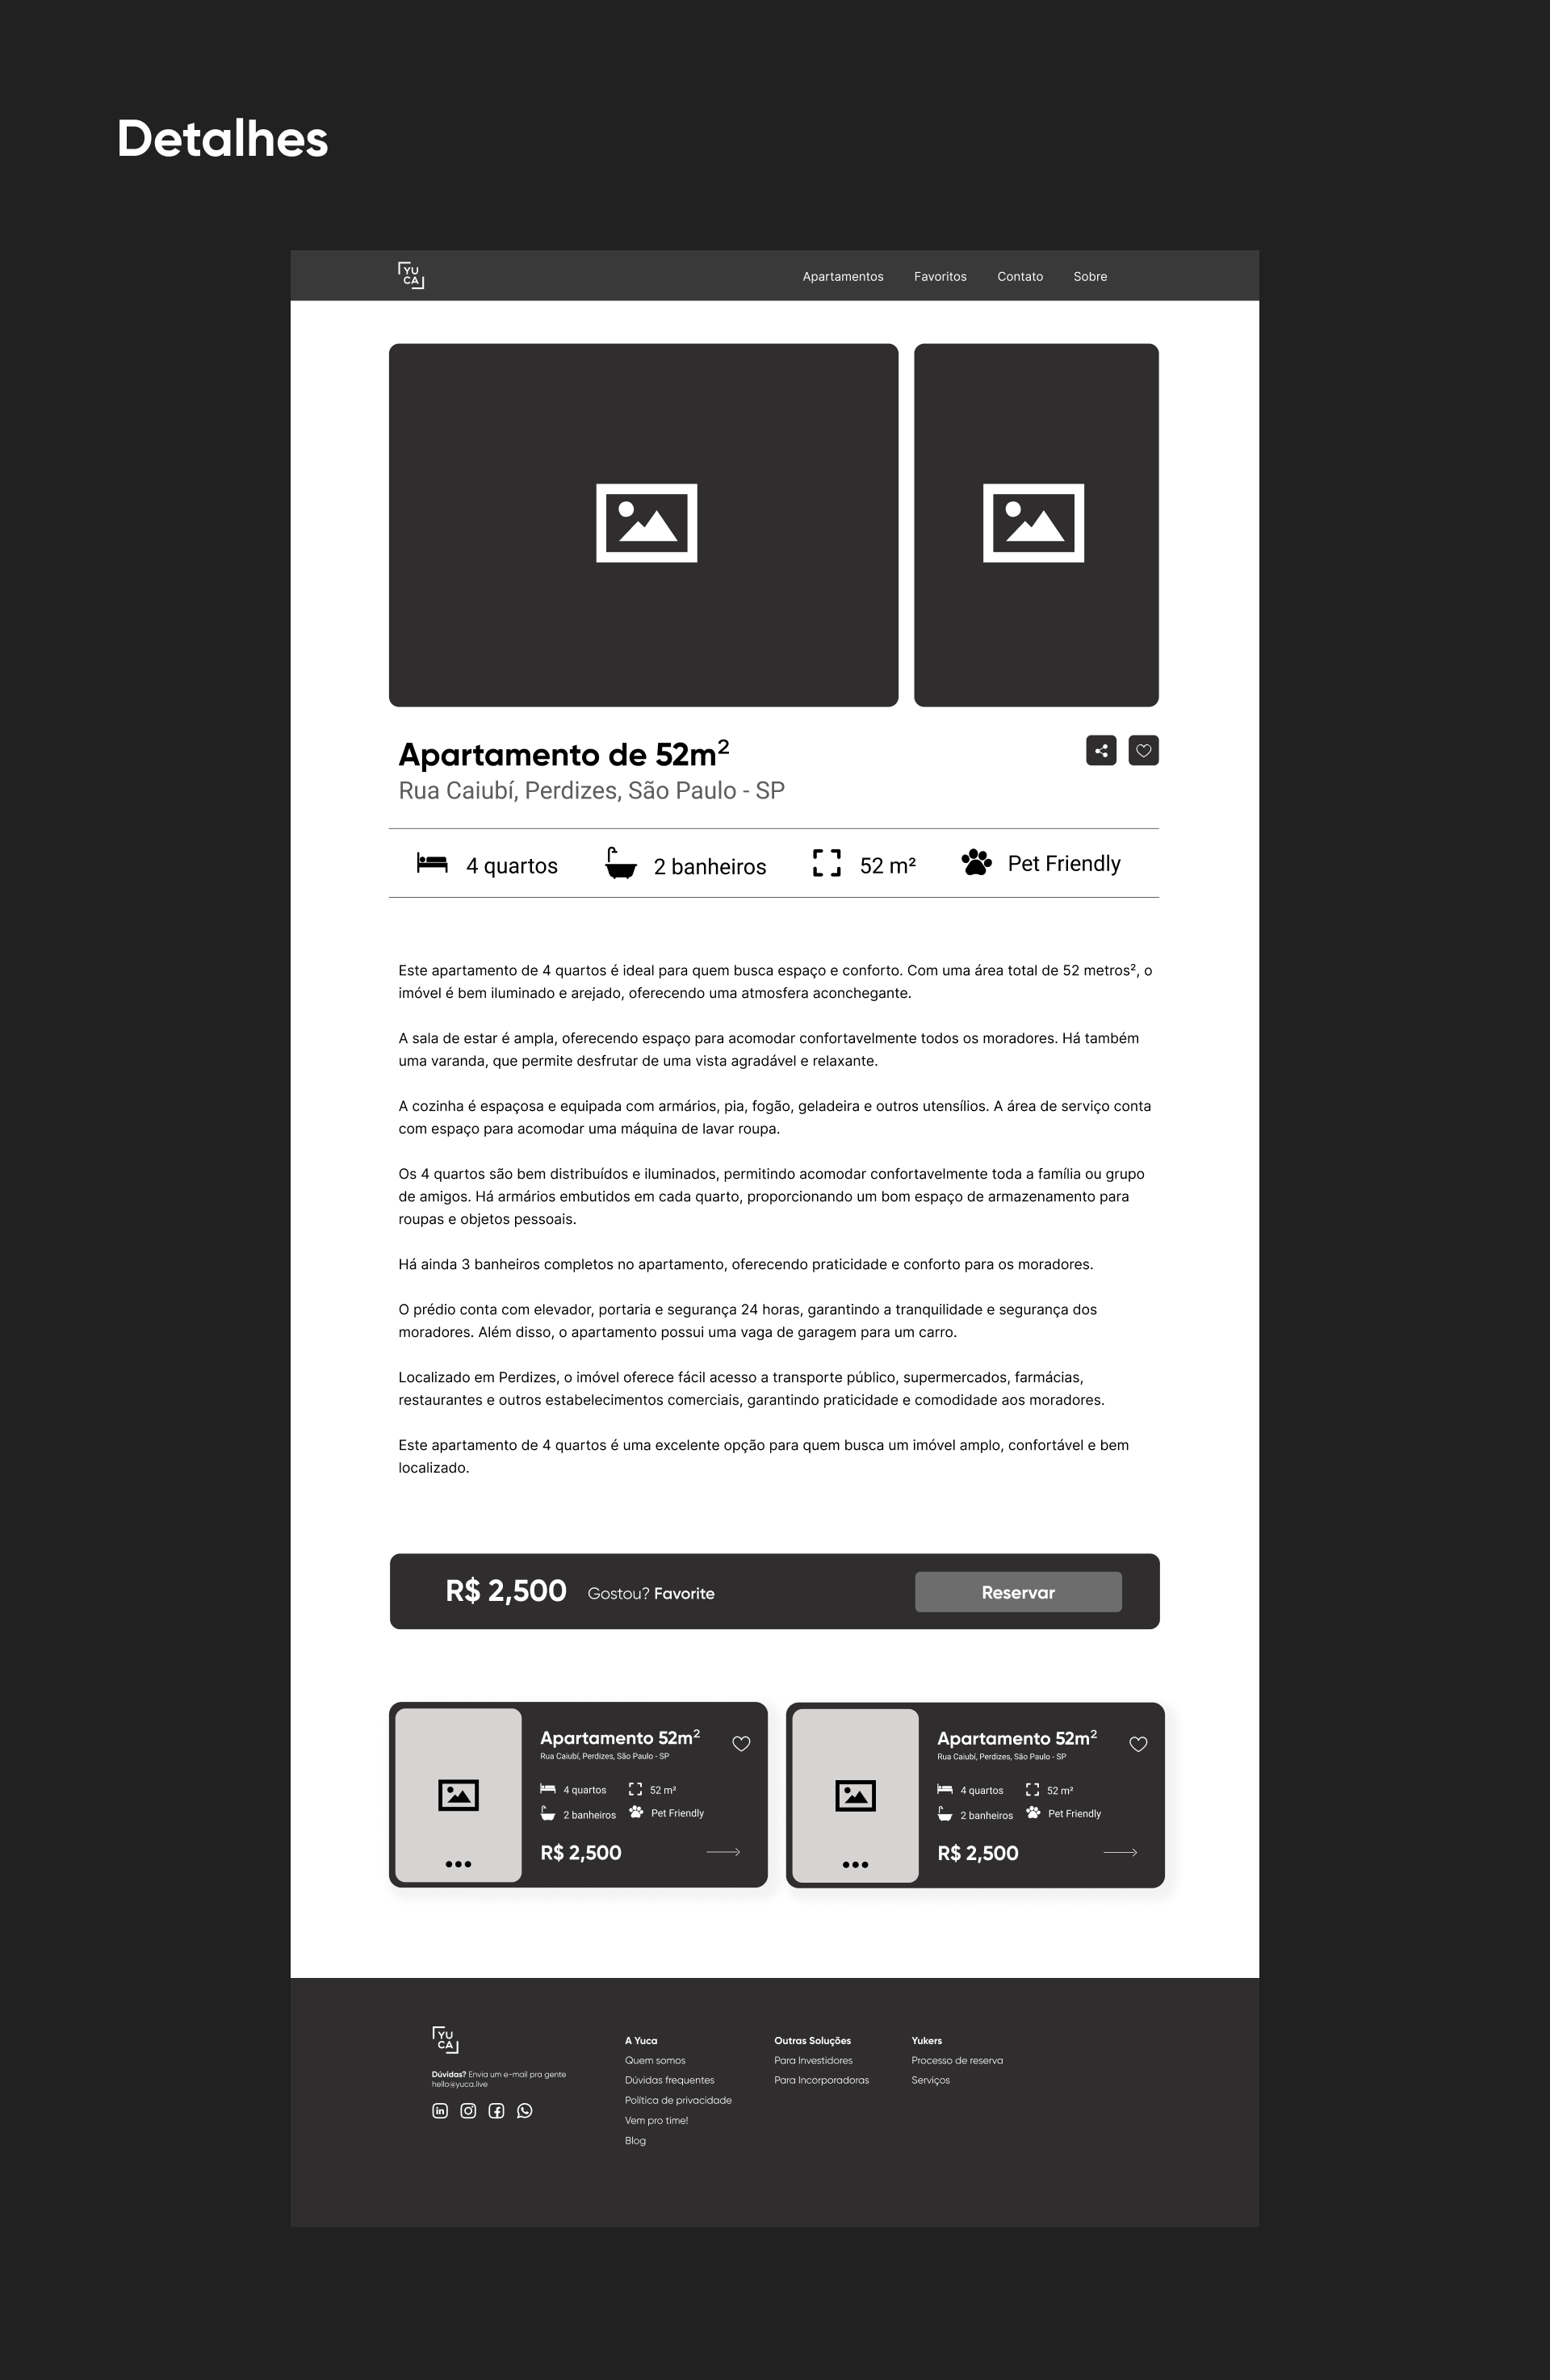 Detalhes
YU
CA
Apartamentos Favoritos Contato Sobre
Apartamento de 52m²
Rua Caiubí, Perdizes, São Paulo - SP
4 quartos 2 banheiros 52 m² Pet Friendly
Este apartamento de 4 quartos é ideal para quem busca espaço e conforto. Com uma área total de 52 metros², o
imóvel é bem iluminado e arejado, oferecendo uma atmosfera aconchegante.
A sala de estar é ampla, oferecendo espaço para acomodar confortavelmente todos os moradores. Há também
uma varanda, que permite desfrutar de uma vista agradável e relaxante.
A cozinha é espaçosa e equipada com armários, pia, fogão, geladeira e outros utensílios. A área de serviço conta
com espaço para acomodar uma máquina de lavar roupa.
Os 4 quartos são bem distribuídos e iluminados, permitindo acomodar confortavelmente toda a família ou grupo
de amigos. Há armários embutidos em cada quarto, proporcionando um bom espaço de armazenamento para
roupas e objetos pessoais.
Há ainda 3 banheiros completos no apartamento, oferecendo praticidade e conforto para os moradores.
O prédio conta com elevador, portaria e segurança 24 horas, garantindo a tranquilidade e segurança dos
moradores. Além disso, o apartamento possui uma vaga de garagem para um carro.
Localizado em Perdizes, o imóvel oferece fácil acesso a transporte público, supermercados, farmácias,
restaurantes e outros estabelecimentos comerciais, garantindo praticidade e comodidade aos moradores.
Este apartamento de 4 quartos é uma excelente opção para quem busca um imóvel amplo, confortável e bem
localizado.
R$ 2,500 Gostou? Favorite Reservar
Apartamento 52m²
Rua Caiubí, Perdizes, São Paulo - SP
4 quartos 52 m²
2 banheiros Pet Friendly
R$ 2,500
Apartamento 52m²
Rua Caiubí, Perdizes, São Paulo - SP
4 quartos 52 m²
2 banheiros Pet Friendly
R$ 2,500
YU
CA
Dúvidas? Envia um e-mail pra gente
hello@yuca.live
A Yuca
Quem somos
Dúvidas frequentes
Política de privacidade
Vem pro time!
Blog
Outras Soluções
Para Investidores
Para Incorporadoras
Yukers
Processo de reserva
Serviços